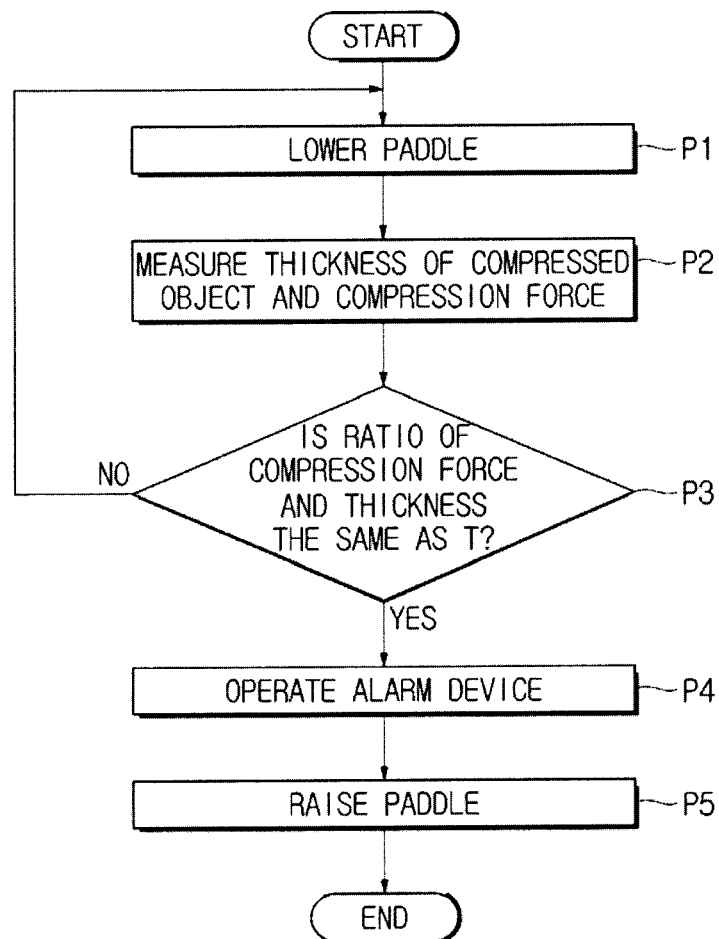 START
LOWER PADDLE
P1
MEASURE THICKNESS OF COMPRESSED
OBJECT AND COMPRESSION FORCE
P2
IS RATIO OF
COMPRESSION FORCE
AND THICKNESS
THE SAME AS T?
P3
NO
YES
OPERATE ALARM DEVICE
P4
RAISE PADDLE
P5
END